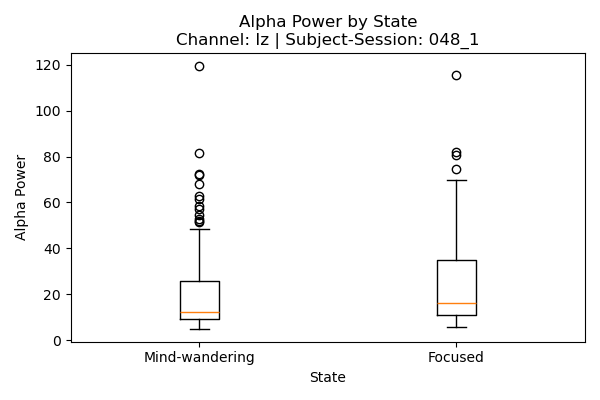 Alpha Power by State
Channel: Iz | Subject-Session: 048_1
120
100
80
60
40
20
0
Alpha Power
Mind-wandering
Focused
State